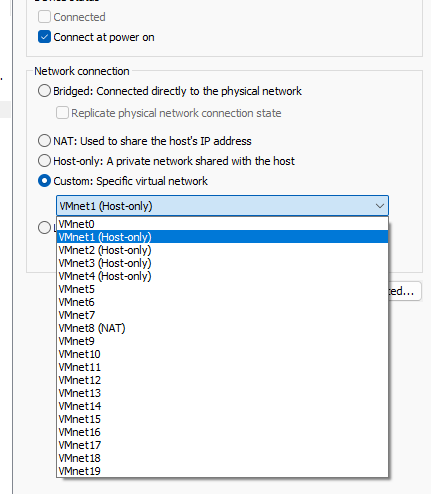 Connected
Connect at power on
Network connection
Bridged: Connected directly to the physical network
Replicate physical network connection state
NAT: Used to share the host's IP address
Host-only: A private network shared with the host
Custom: Specific virtual network
VMnet1 (Host-only)
VMnet0
VMnet1 (Host-only)
VMnet2 (Host-only)
VMnet3 (Host-only)
VMnet4 (Host-only)
VMnet5
VMnet6
VMnet7
VMnet8 (NAT)
VMnet9
VMnet10
VMnet11
VMnet12
VMnet13
VMnet14
VMnet15
VMnet16
VMnet17
VMnet18
VMnet19